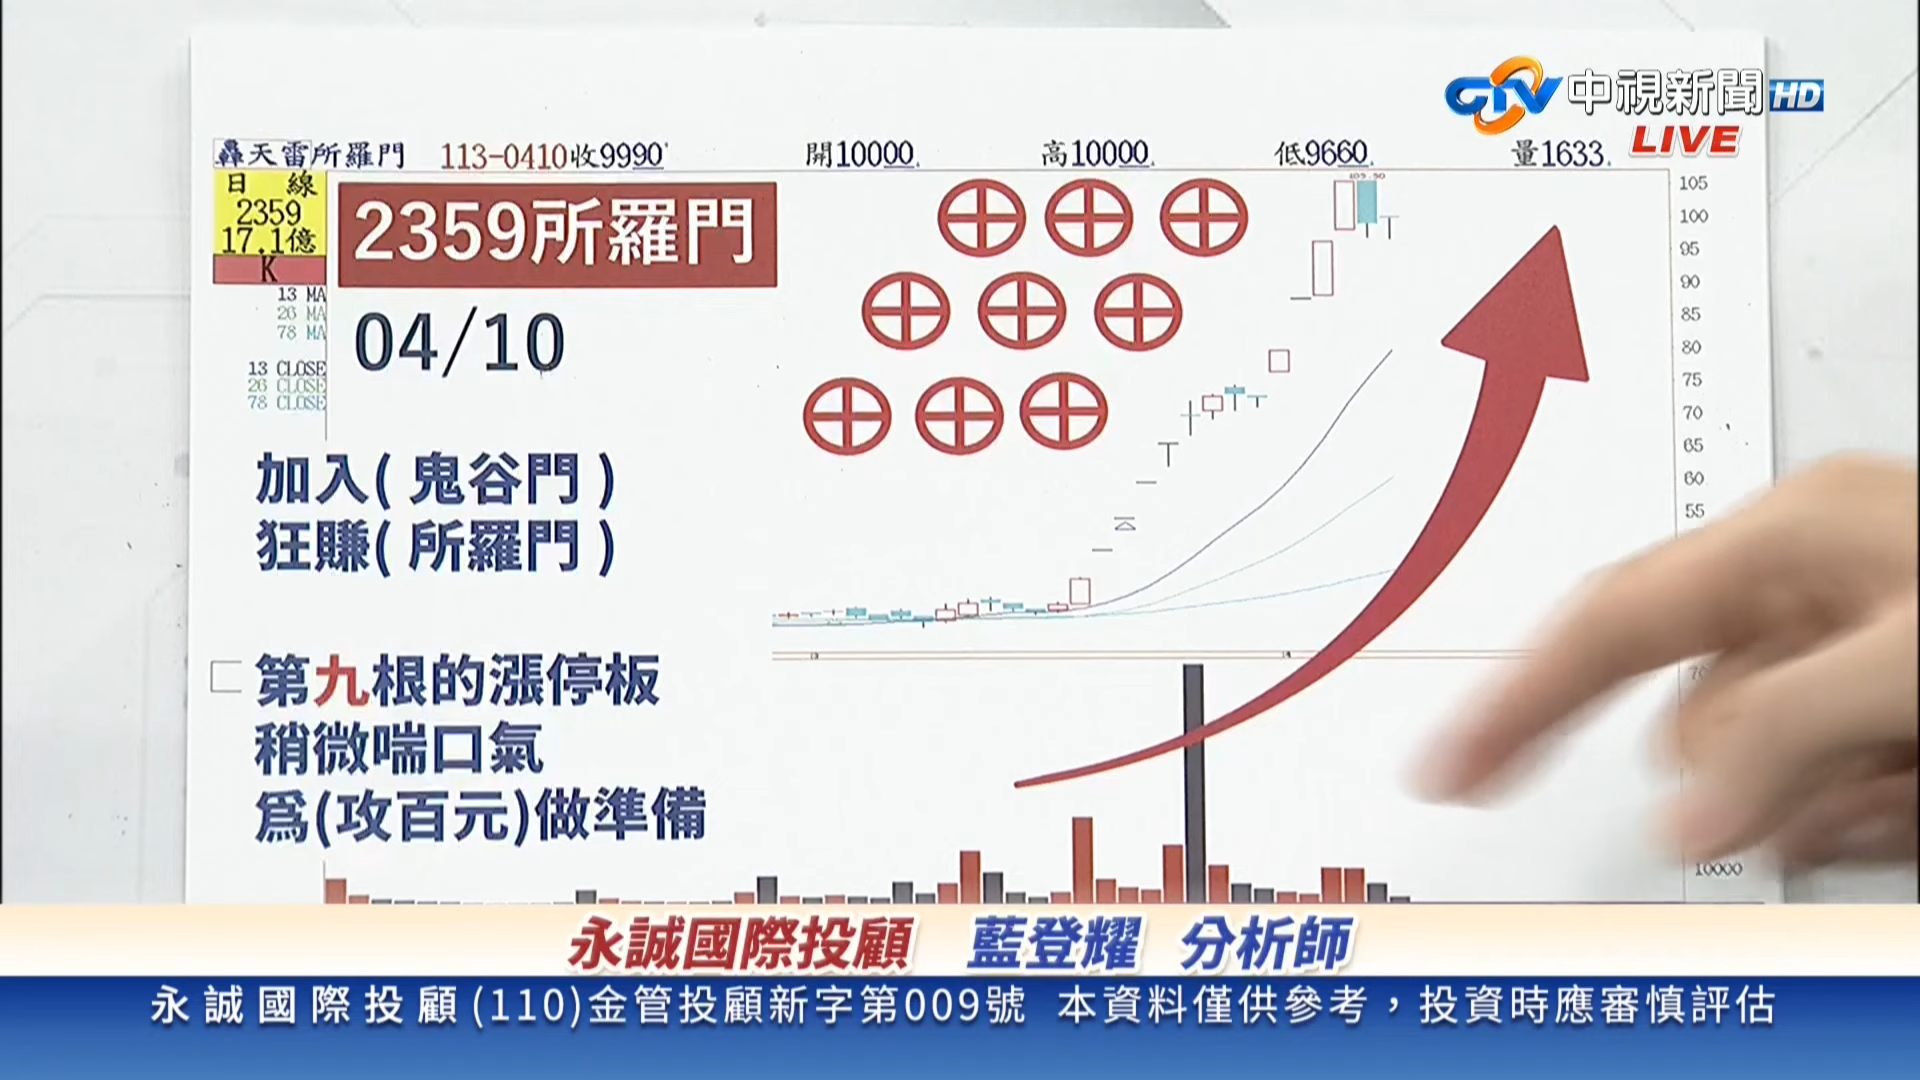 CTV 中視新聞 HD
LIVE
轟天雷所羅門 113-0410收9990 開10000. 高10000. 低9660. 量1633.
日 線
2359
17.1億
K
13 MA
26 MA
78 MA
13 CLOSE
26 CLOSE
78 CLOSE
2359所羅門
04/10
加入( 鬼谷門 )
狂賺( 所羅門 )
第九根的漲停板
稍微喘口氣
爲(攻百元)做準備
105.50
105
100
95
90
85
80
75
70
65
60
55
10000
永誠國際投顧 藍登耀 分析師
永誠國際投顧(110)金管投顧新字第009號 本資料僅供參考，投資時應審慎評估